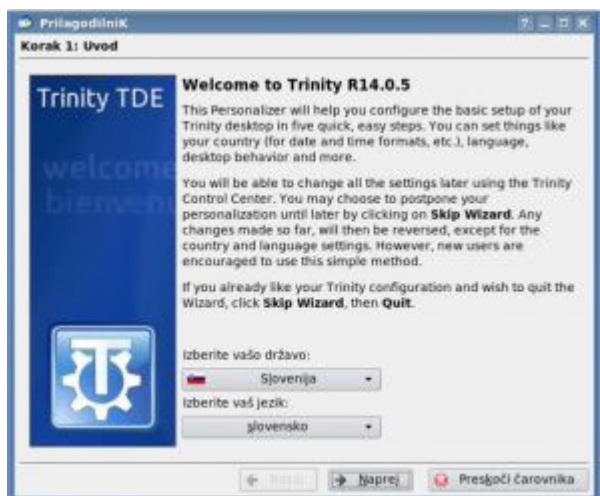 PrilagodilniK
Korak 1: Uvod
Trinity TDE
welcome
bienvenu
Welcome to Trinity R14.0.5
This Personalizer will help you configure the basic setup of your
Trinity desktop in five quick, easy steps. You can set things like
your country (for date and time formats, etc.), language,
desktop behavior and more.
You will be able to change all the settings later using the Trinity
Control Center. You may choose to postpone your
personalization until later by clicking on Skip Wizard. Any
changes made so far, will then be reversed, except for the
country and language settings. However, new users are
encouraged to use this simple method.
If you already like your Trinity configuration and wish to quit the
Wizard, click Skip Wizard, then Quit.
Izberite vašo državo:
Slovenija
Izberite vaš jezik:
slovensko
Naprej
Preskoči čarovnika